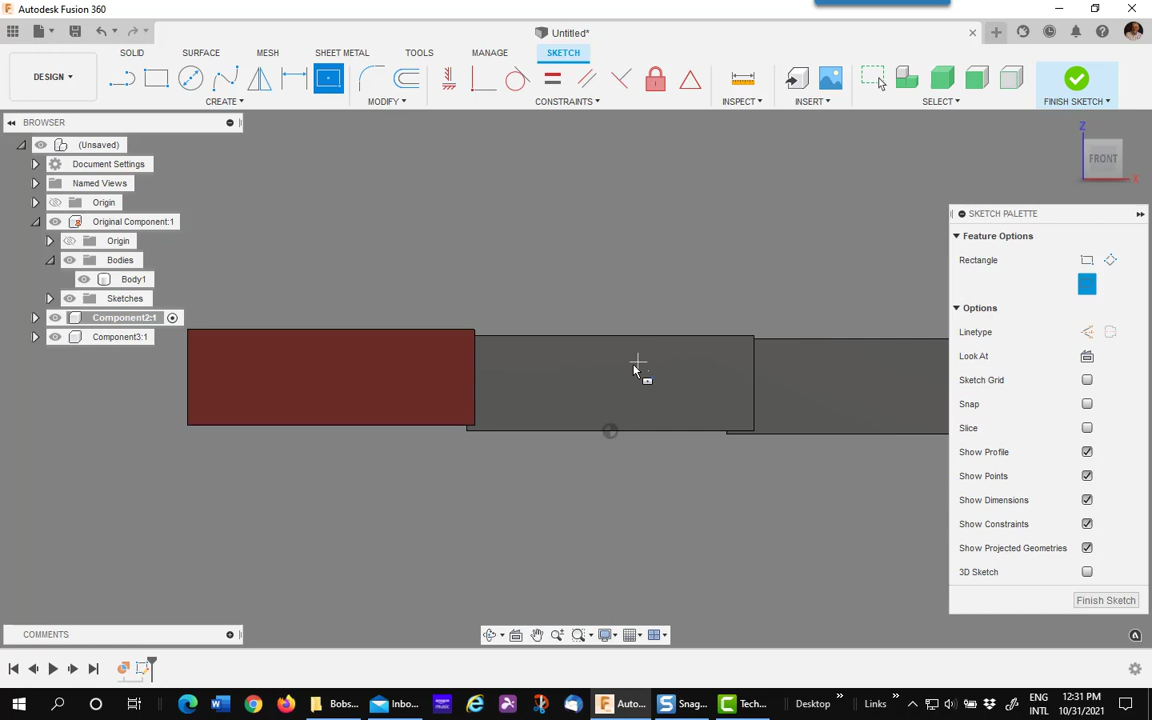 Autodesk Fusion 360
Untitled*
DESIGN
SOLID SURFACE MESH SHEET METAL TOOLS MANAGE SKETCH
CREATE MODIFY CONSTRAINTS INSPECT INSERT SELECT FINISH SKETCH
BROWSER
(Unsaved)
Document Settings
Named Views
Origin
Original Component:1
Origin
Bodies
Body1
Sketches
Component2:1
Component3:1
Z
FRONT
X
SKETCH PALETTE
Feature Options
Rectangle
Options
Linetype
Look At
Sketch Grid
Snap
Slice
Show Profile
Show Points
Show Dimensions
Show Constraints
Show Projected Geometries
3D Sketch
Finish Sketch
COMMENTS
Bobs...
Inbo...
Auto...
Snag...
Tech...
Desktop
Links
ENG
INTL
12:31 PM
10/31/2021